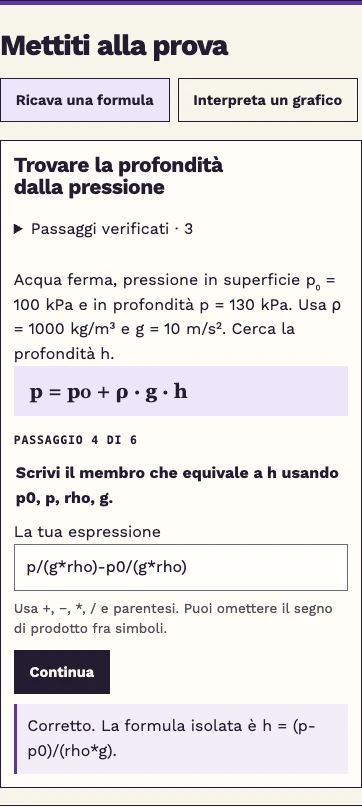 Mettiti alla prova
Ricava una formula
Interpreta un grafico
Trovare la profondità
dalla pressione
▶ Passaggi verificati · 3
Acqua ferma, pressione in superficie p₀ =
100 kPa e in profondità p = 130 kPa. Usa ρ
= 1000 kg/m³ e g = 10 m/s². Cerca la
profondità h.
p = p₀ + ρ · g · h
PASSAGGIO 4 DI 6
Scrivi il membro che equivale a h usando
p0, p, rho, g.
La tua espressione
p/(g*rho)-p0/(g*rho)
Usa +, −, *, / e parentesi. Puoi omettere il segno
di prodotto fra simboli.
Continua
Corretto. La formula isolata è h = (p-
p0)/(rho*g).